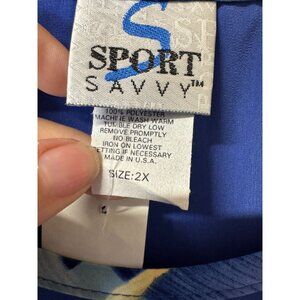 S
SPORT
SAVVY™
100% POLYESTER
MACHINE WASH WARM
TUMBLE DRY LOW
REMOVE PROMPTLY
NO BLEACH
IRON ON LOWEST
SETTING IF NECESSARY
MADE IN U.S.A.
SIZE: 2X